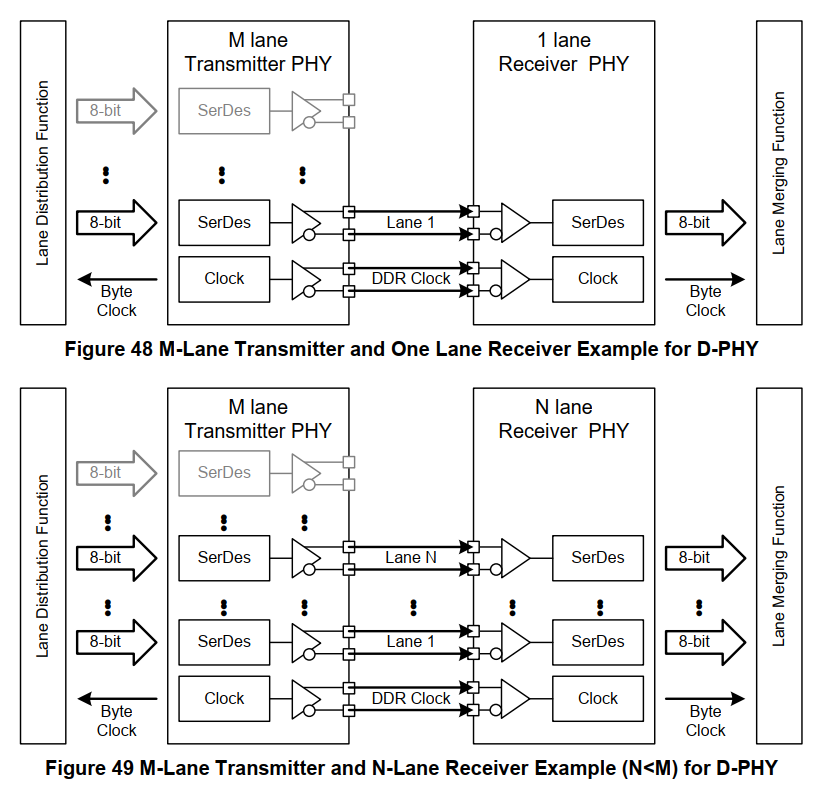 Lane Distribution Function
M lane
Transmitter PHY
1 lane
Receiver PHY
Lane Merging Function
8-bit
SerDes
8-bit
SerDes
Lane 1
SerDes
8-bit
Byte
Clock
Clock
DDR Clock
Clock
Byte
Clock
Figure 48 M-Lane Transmitter and One Lane Receiver Example for D-PHY
Lane Distribution Function
M lane
Transmitter PHY
N lane
Receiver PHY
Lane Merging Function
8-bit
SerDes
8-bit
SerDes
Lane N
SerDes
8-bit
8-bit
SerDes
Lane 1
SerDes
8-bit
Byte
Clock
Clock
DDR Clock
Clock
Byte
Clock
Figure 49 M-Lane Transmitter and N-Lane Receiver Example (N<M) for D-PHY